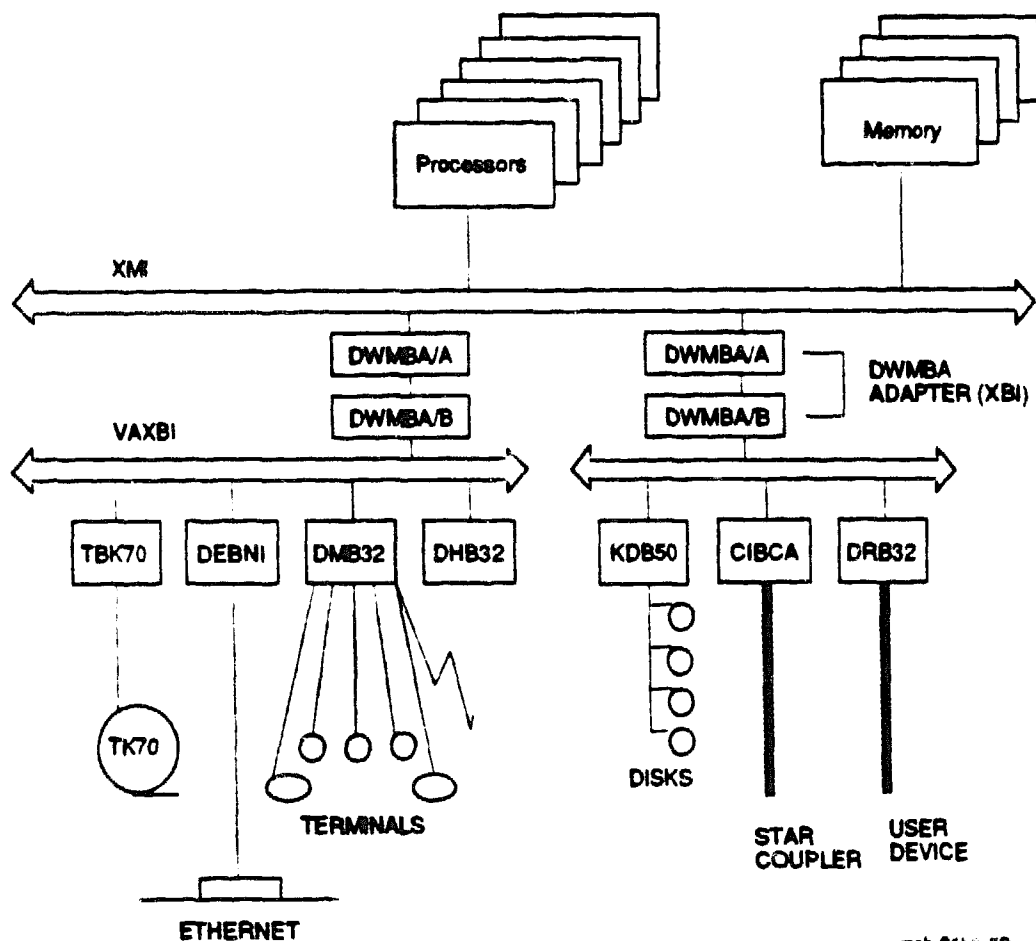 Processors
Memory
XMI
DWMBA/A
DWMBA/A
DWMBA
ADAPTER (XBI)
DWMBA/B
DWMBA/B
VAXBI
TBK70
DEBNI
DMB32
DHB32
KDB50
CIBCA
DRB32
TK70
DISKS
TERMINALS
STAR
COUPLER
USER
DEVICE
ETHERNET